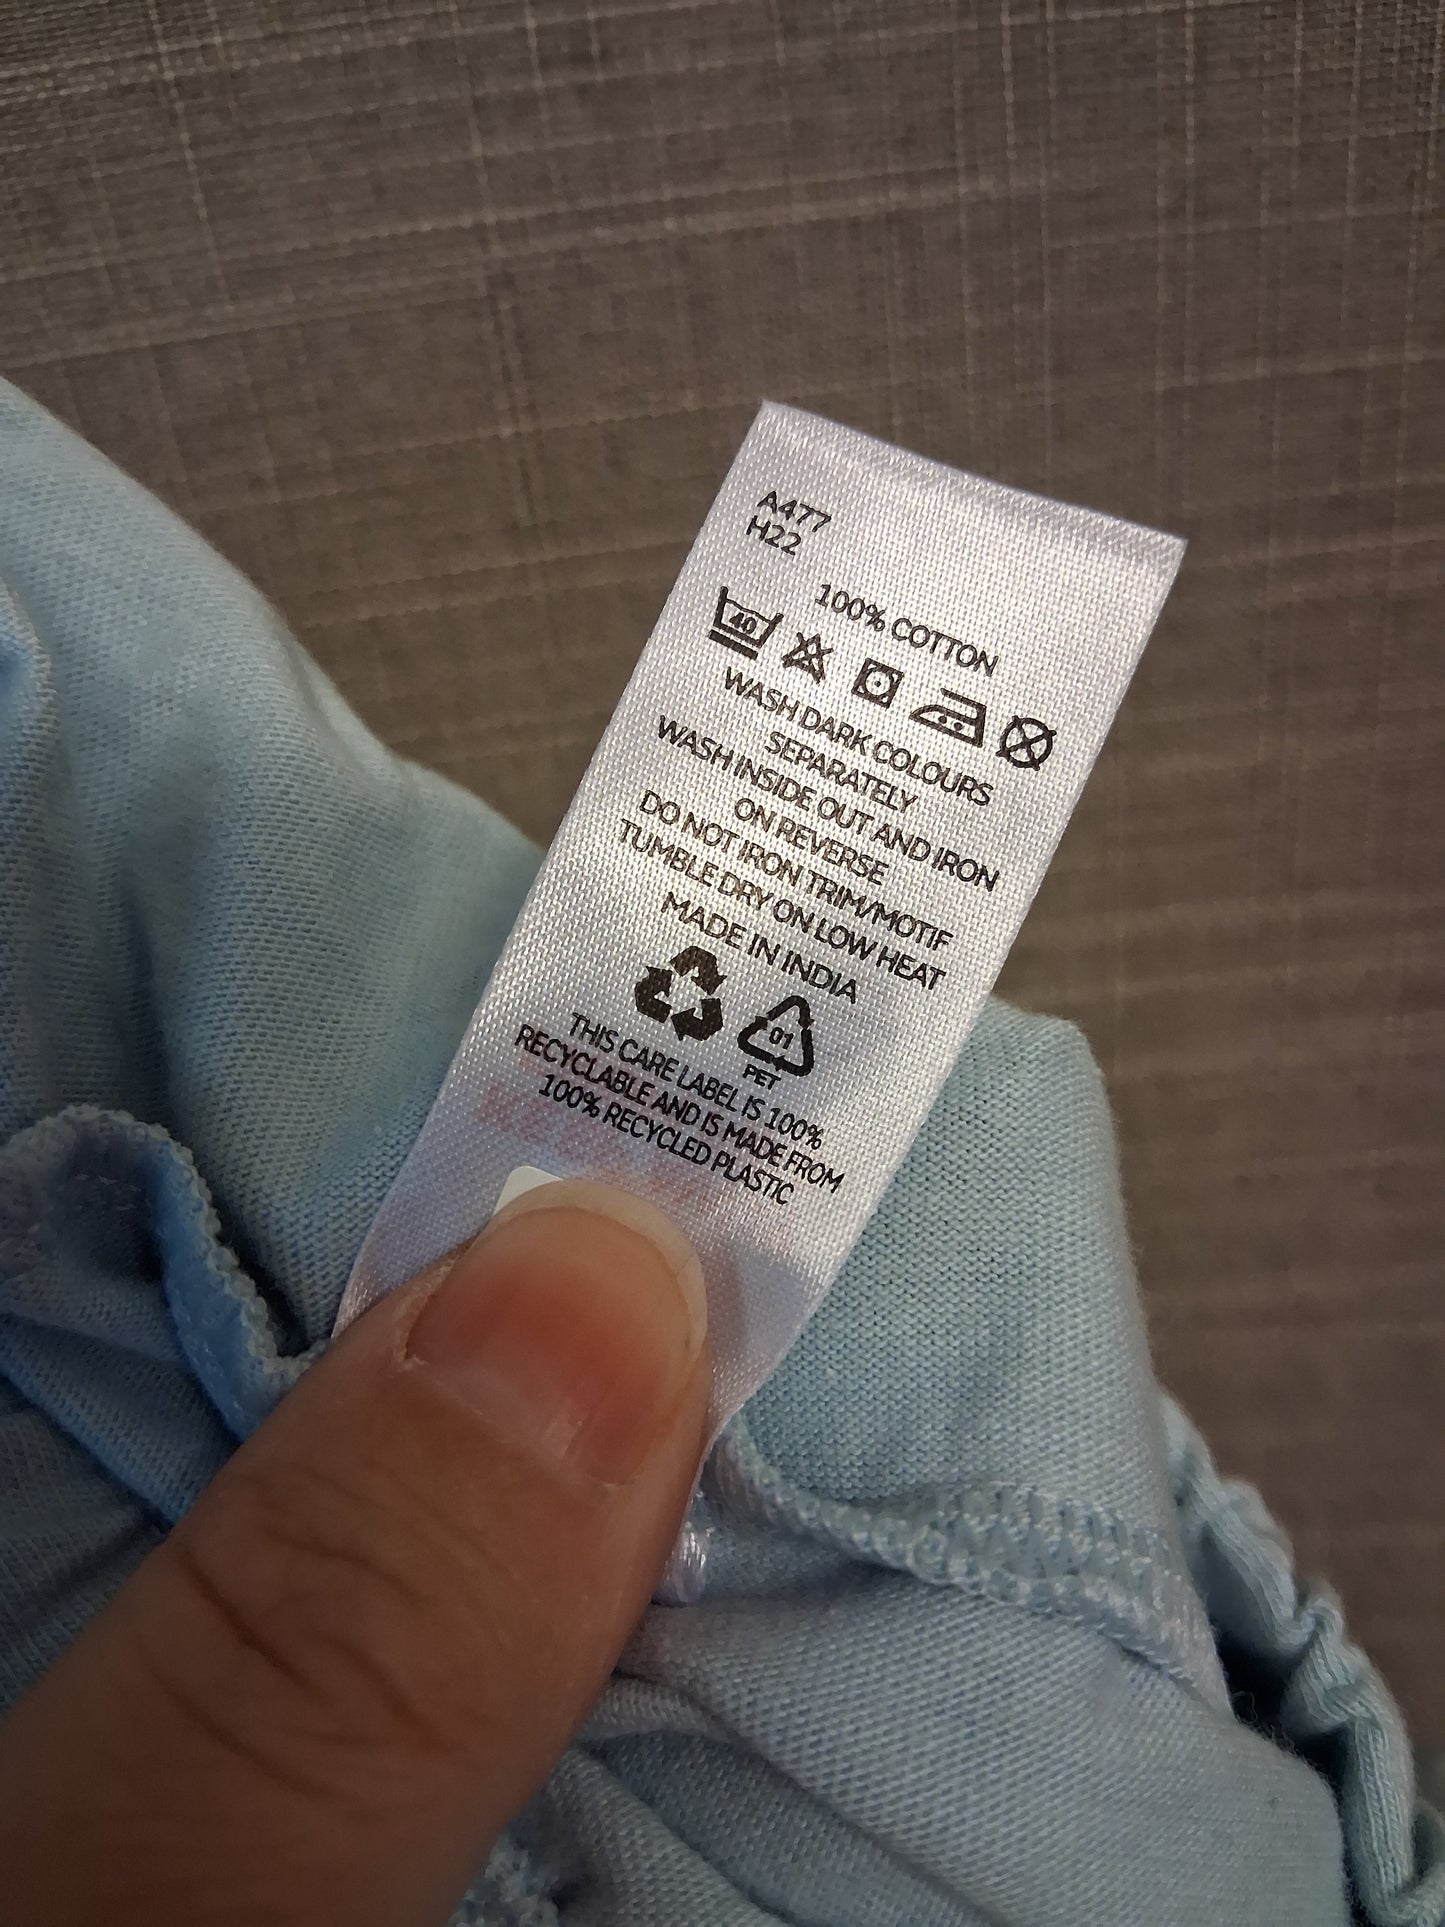 A477
H22
100% COTTON
40
WASH DARK COLOURS
SEPARATELY
WASH INSIDE OUT AND IRON
ON REVERSE
DO NOT IRON TRIM/MOTIF
TUMBLE DRY ON LOW HEAT
MADE IN INDIA
01
PET
THIS CARE LABEL IS 100%
RECYCLABLE AND IS MADE FROM
100% RECYCLED PLASTIC